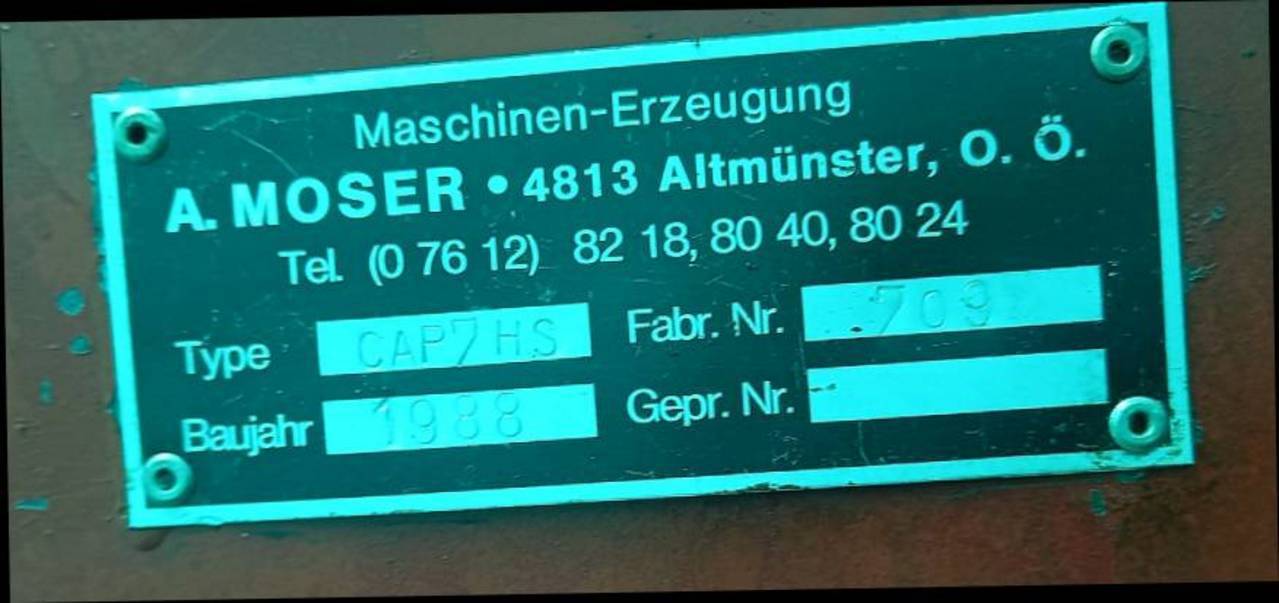 Maschinen-Erzeugung
A. MOSER • 4813 Altmünster, O. Ö.
Tel. (0 76 12) 82 18, 80 40, 80 24
Type CAP7HS Fabr. Nr. 709
Baujahr 1988 Gepr. Nr.